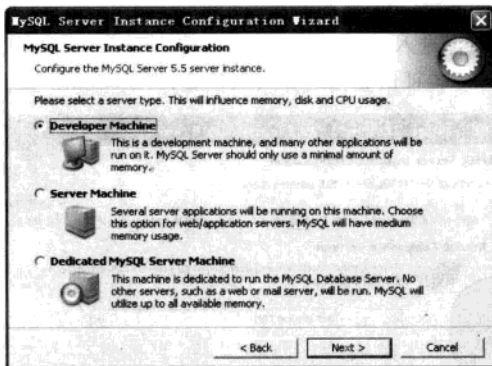 MySQL Server Instance Configuration Wizard
MySQL Server Instance Configuration
Configure the MySQL Server 5.5 server instance.
Please select a server type. This will influence memory, disk and CPU usage.
Developer Machine
This is a development machine, and many other applications will be
run on it. MySQL Server should only use a minimal amount of
memory.
Server Machine
Several server applications will be running on this machine. Choose
this option for web/application servers. MySQL will have medium
memory usage.
Dedicated MySQL Server Machine
This machine is dedicated to run the MySQL Database Server. No
other servers, such as a web or mail server, will be run. MySQL will
utilize up to all available memory.
< Back
Next >
Cancel